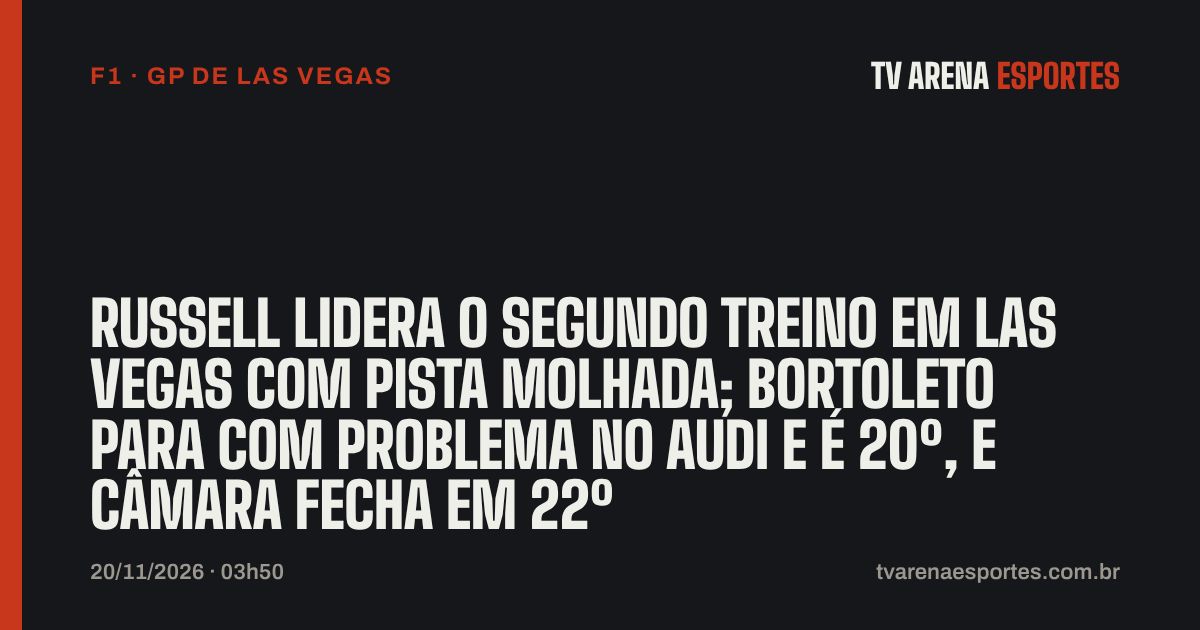 F1 · GP DE LAS VEGAS
TV ARENA ESPORTES
RUSSELL LIDERA O SEGUNDO TREINO EM LAS
VEGAS COM PISTA MOLHADA; BORTOLETO
PARA COM PROBLEMA NO AUDI E É 20º, E
CÂMARA FECHA EM 22º
20/11/2026 · 03h50
tvarenaesportes.com.br